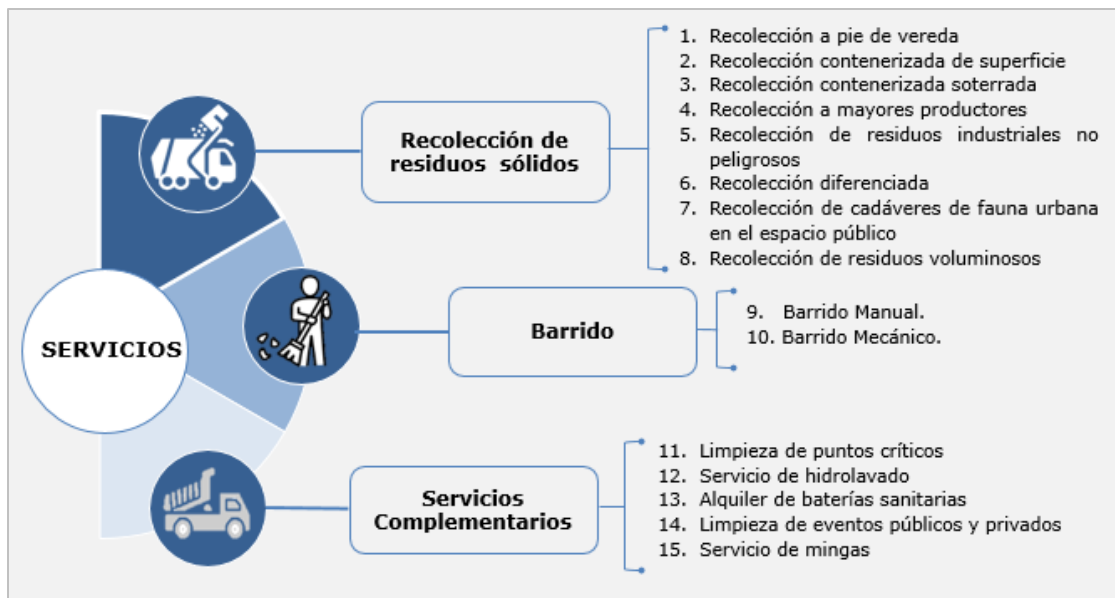 SERVICIOS
Recolección de
residuos sólidos
1. Recolección a pie de vereda
2. Recolección contenerizada de superficie
3. Recolección contenerizada soterrada
4. Recolección a mayores productores
5. Recolección de residuos industriales no
peligrosos
6. Recolección diferenciada
7. Recolección de cadáveres de fauna urbana
en el espacio público
8. Recolección de residuos voluminosos
Barrido
9. Barrido Manual.
10. Barrido Mecánico.
Servicios
Complementarios
11. Limpieza de puntos críticos
12. Servicio de hidrolavado
13. Alquiler de baterías sanitarias
14. Limpieza de eventos públicos y privados
15. Servicio de mingas